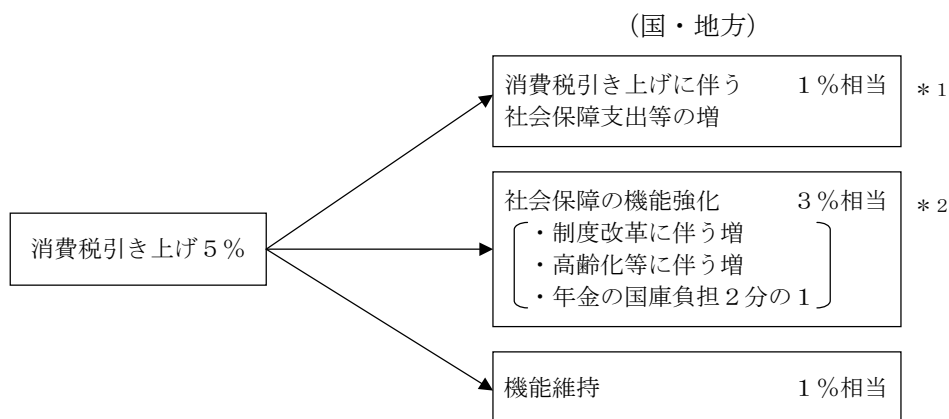 (国・地方)
消費税引き上げに伴う 1％相当 ＊1
社会保障支出等の増
社会保障の機能強化 3％相当 ＊2
・制度改革に伴う増
・高齢化等に伴う増
・年金の国庫負担２分の１
消費税引き上げ５％
機能維持 1％相当